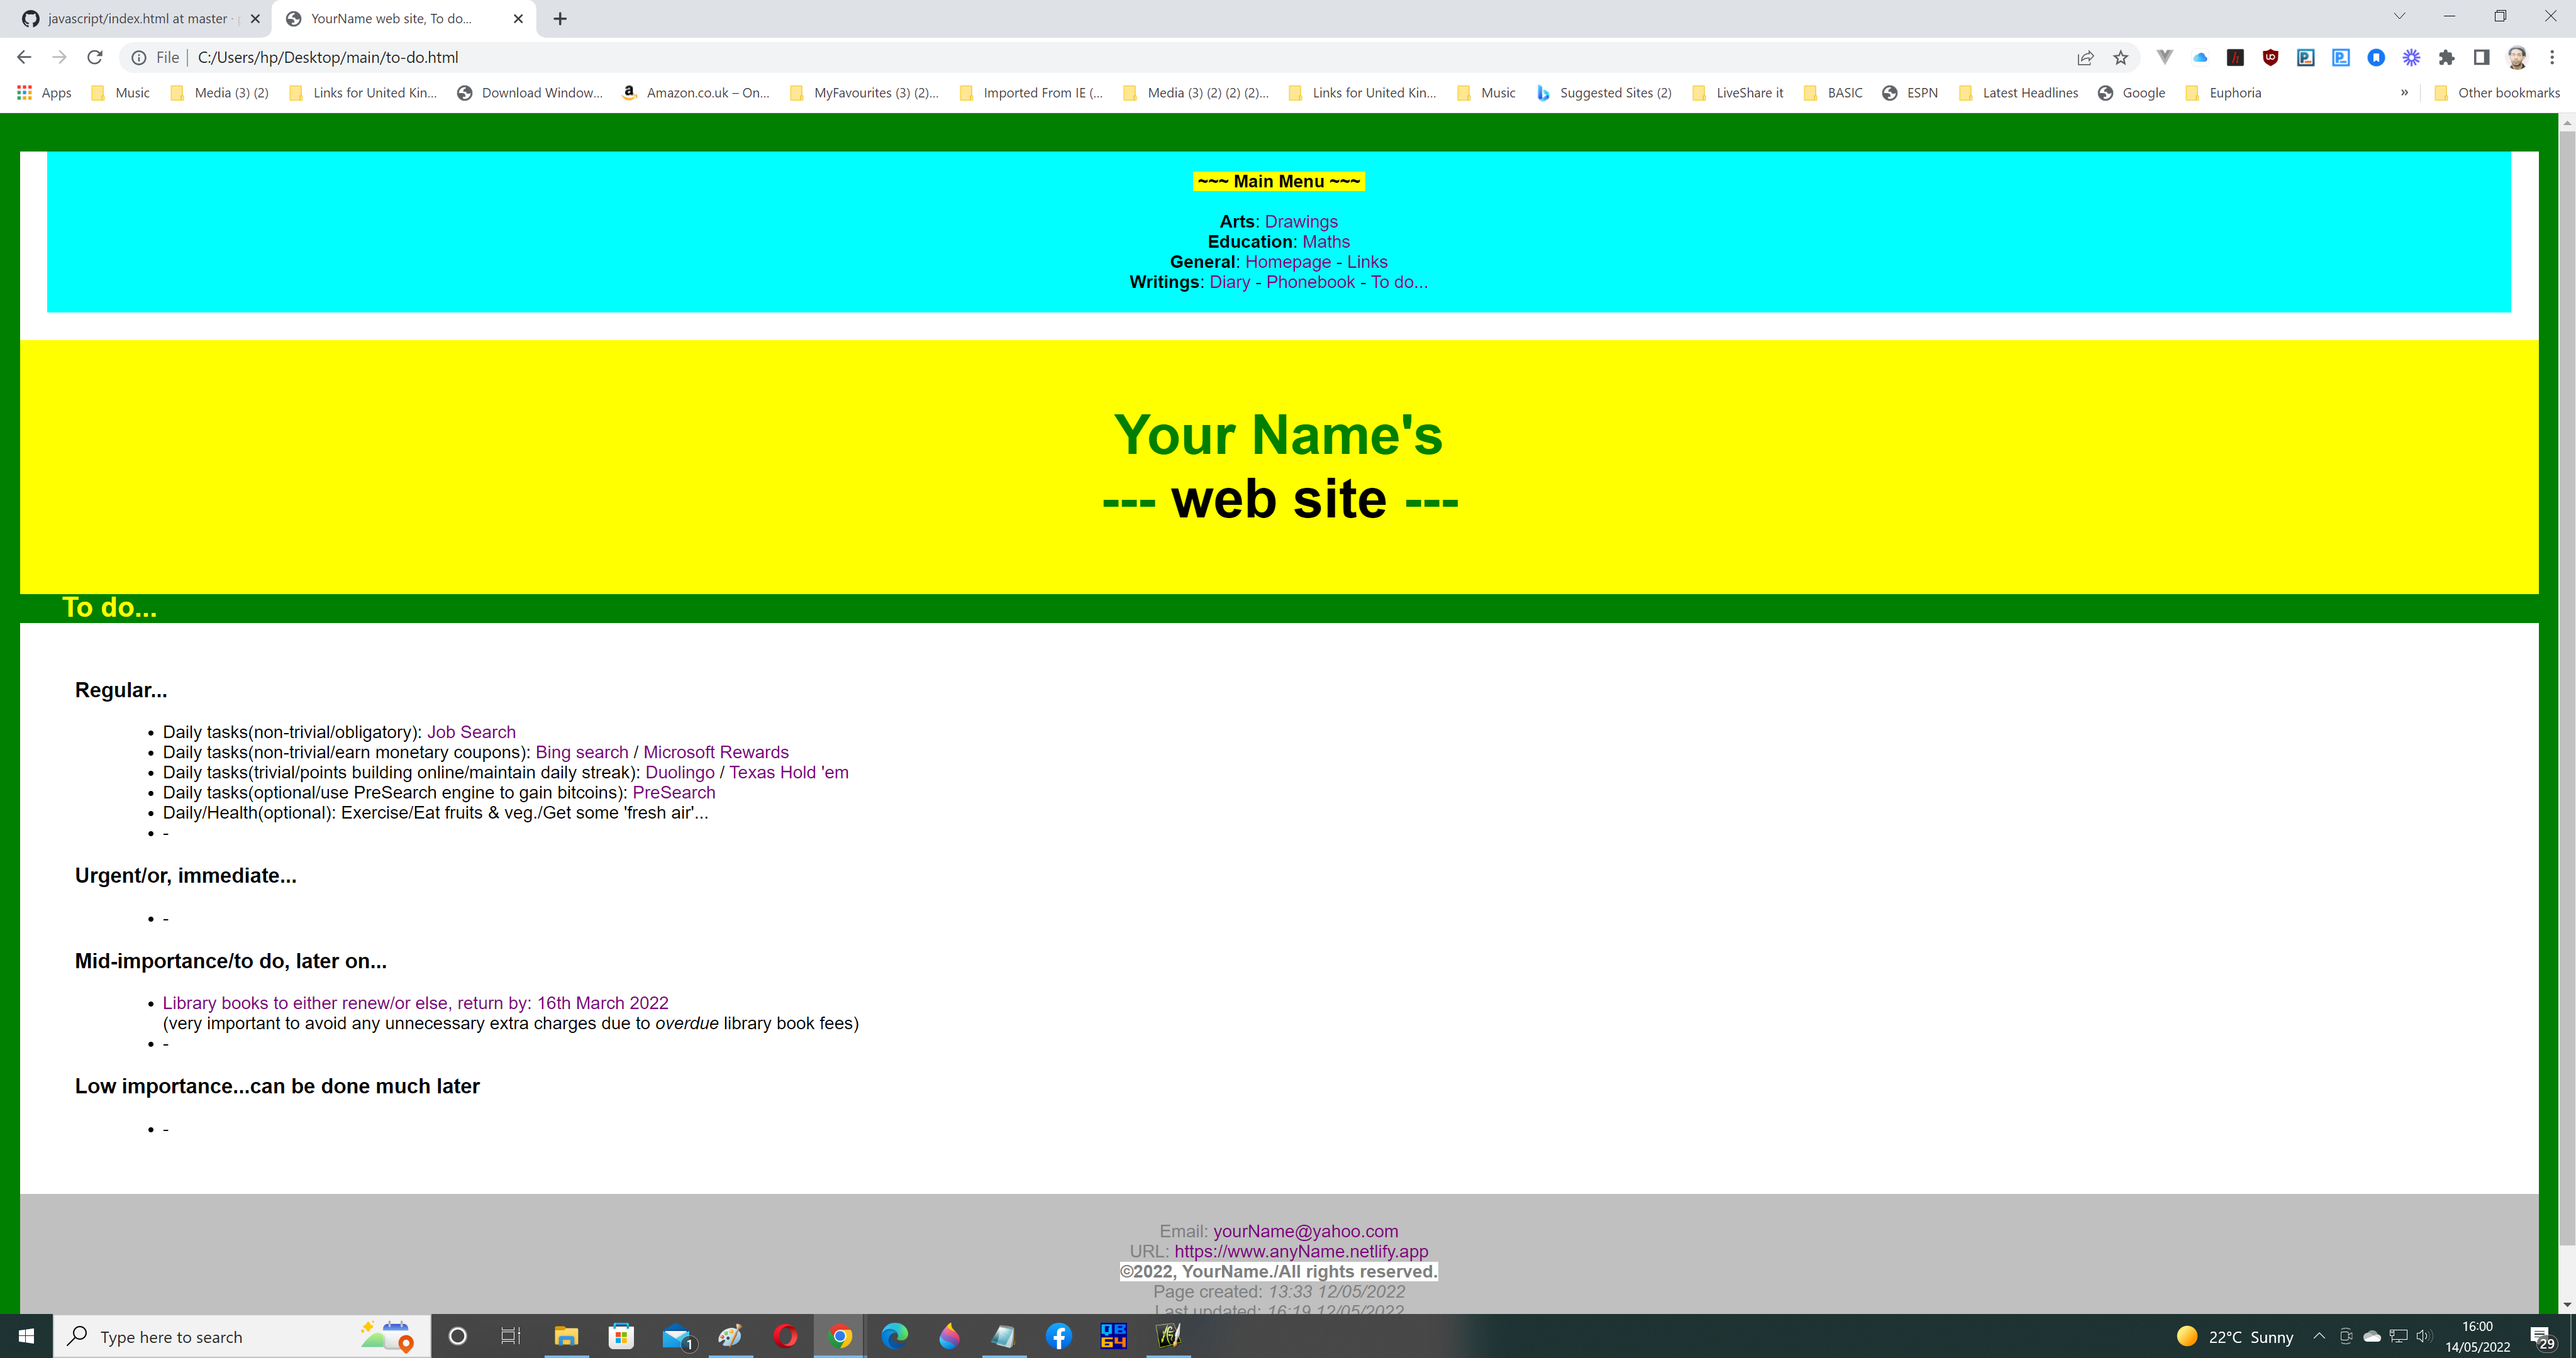 javascript/index.html at master ·
YourName web site, To do...
File | C:/Users/hp/Desktop/main/to-do.html
Apps Music Media (3) (2) Links for United Kin... Download Window... Amazon.co.uk – On... MyFavourites (3) (2)... Imported From IE (... Media (3) (2) (2) (2)... Links for United Kin... Music Suggested Sites (2) LiveShare it BASIC ESPN Latest Headlines Google Euphoria » Other bookmarks
~~~ Main Menu ~~~
Arts: Drawings
Education: Maths
General: Homepage - Links
Writings: Diary - Phonebook - To do...
Your Name's
--- web site ---
To do...
Regular...
• Daily tasks(non-trivial/obligatory): Job Search
• Daily tasks(non-trivial/earn monetary coupons): Bing search / Microsoft Rewards
• Daily tasks(trivial/points building online/maintain daily streak): Duolingo / Texas Hold 'em
• Daily tasks(optional/use PreSearch engine to gain bitcoins): PreSearch
• Daily/Health(optional): Exercise/Eat fruits & veg./Get some 'fresh air'...
• -
Urgent/or, immediate...
• -
Mid-importance/to do, later on...
• Library books to either renew/or else, return by: 16th March 2022
(very important to avoid any unnecessary extra charges due to overdue library book fees)
• -
Low importance...can be done much later
• -
Email: yourName@yahoo.com
URL: https://www.anyName.netlify.app
©2022, YourName./All rights reserved.
Page created: 13:33 12/05/2022
Last updated: 16:19 12/05/2022
Type here to search
1
QB
64
22°C Sunny
16:00
14/05/2022
29